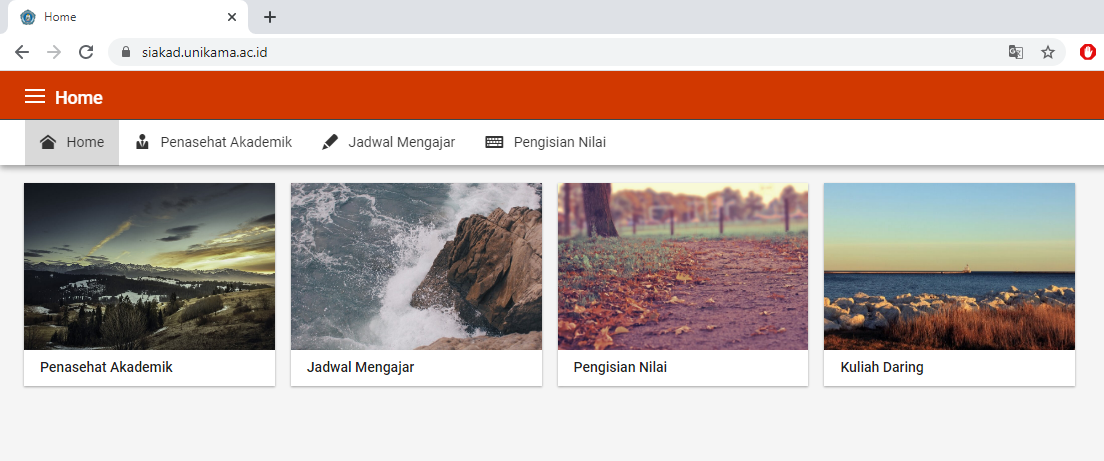 Home
siakad.unikama.ac.id
Home
Home Penasehat Akademik Jadwal Mengajar Pengisian Nilai
Penasehat Akademik Jadwal Mengajar Pengisian Nilai Kuliah Daring